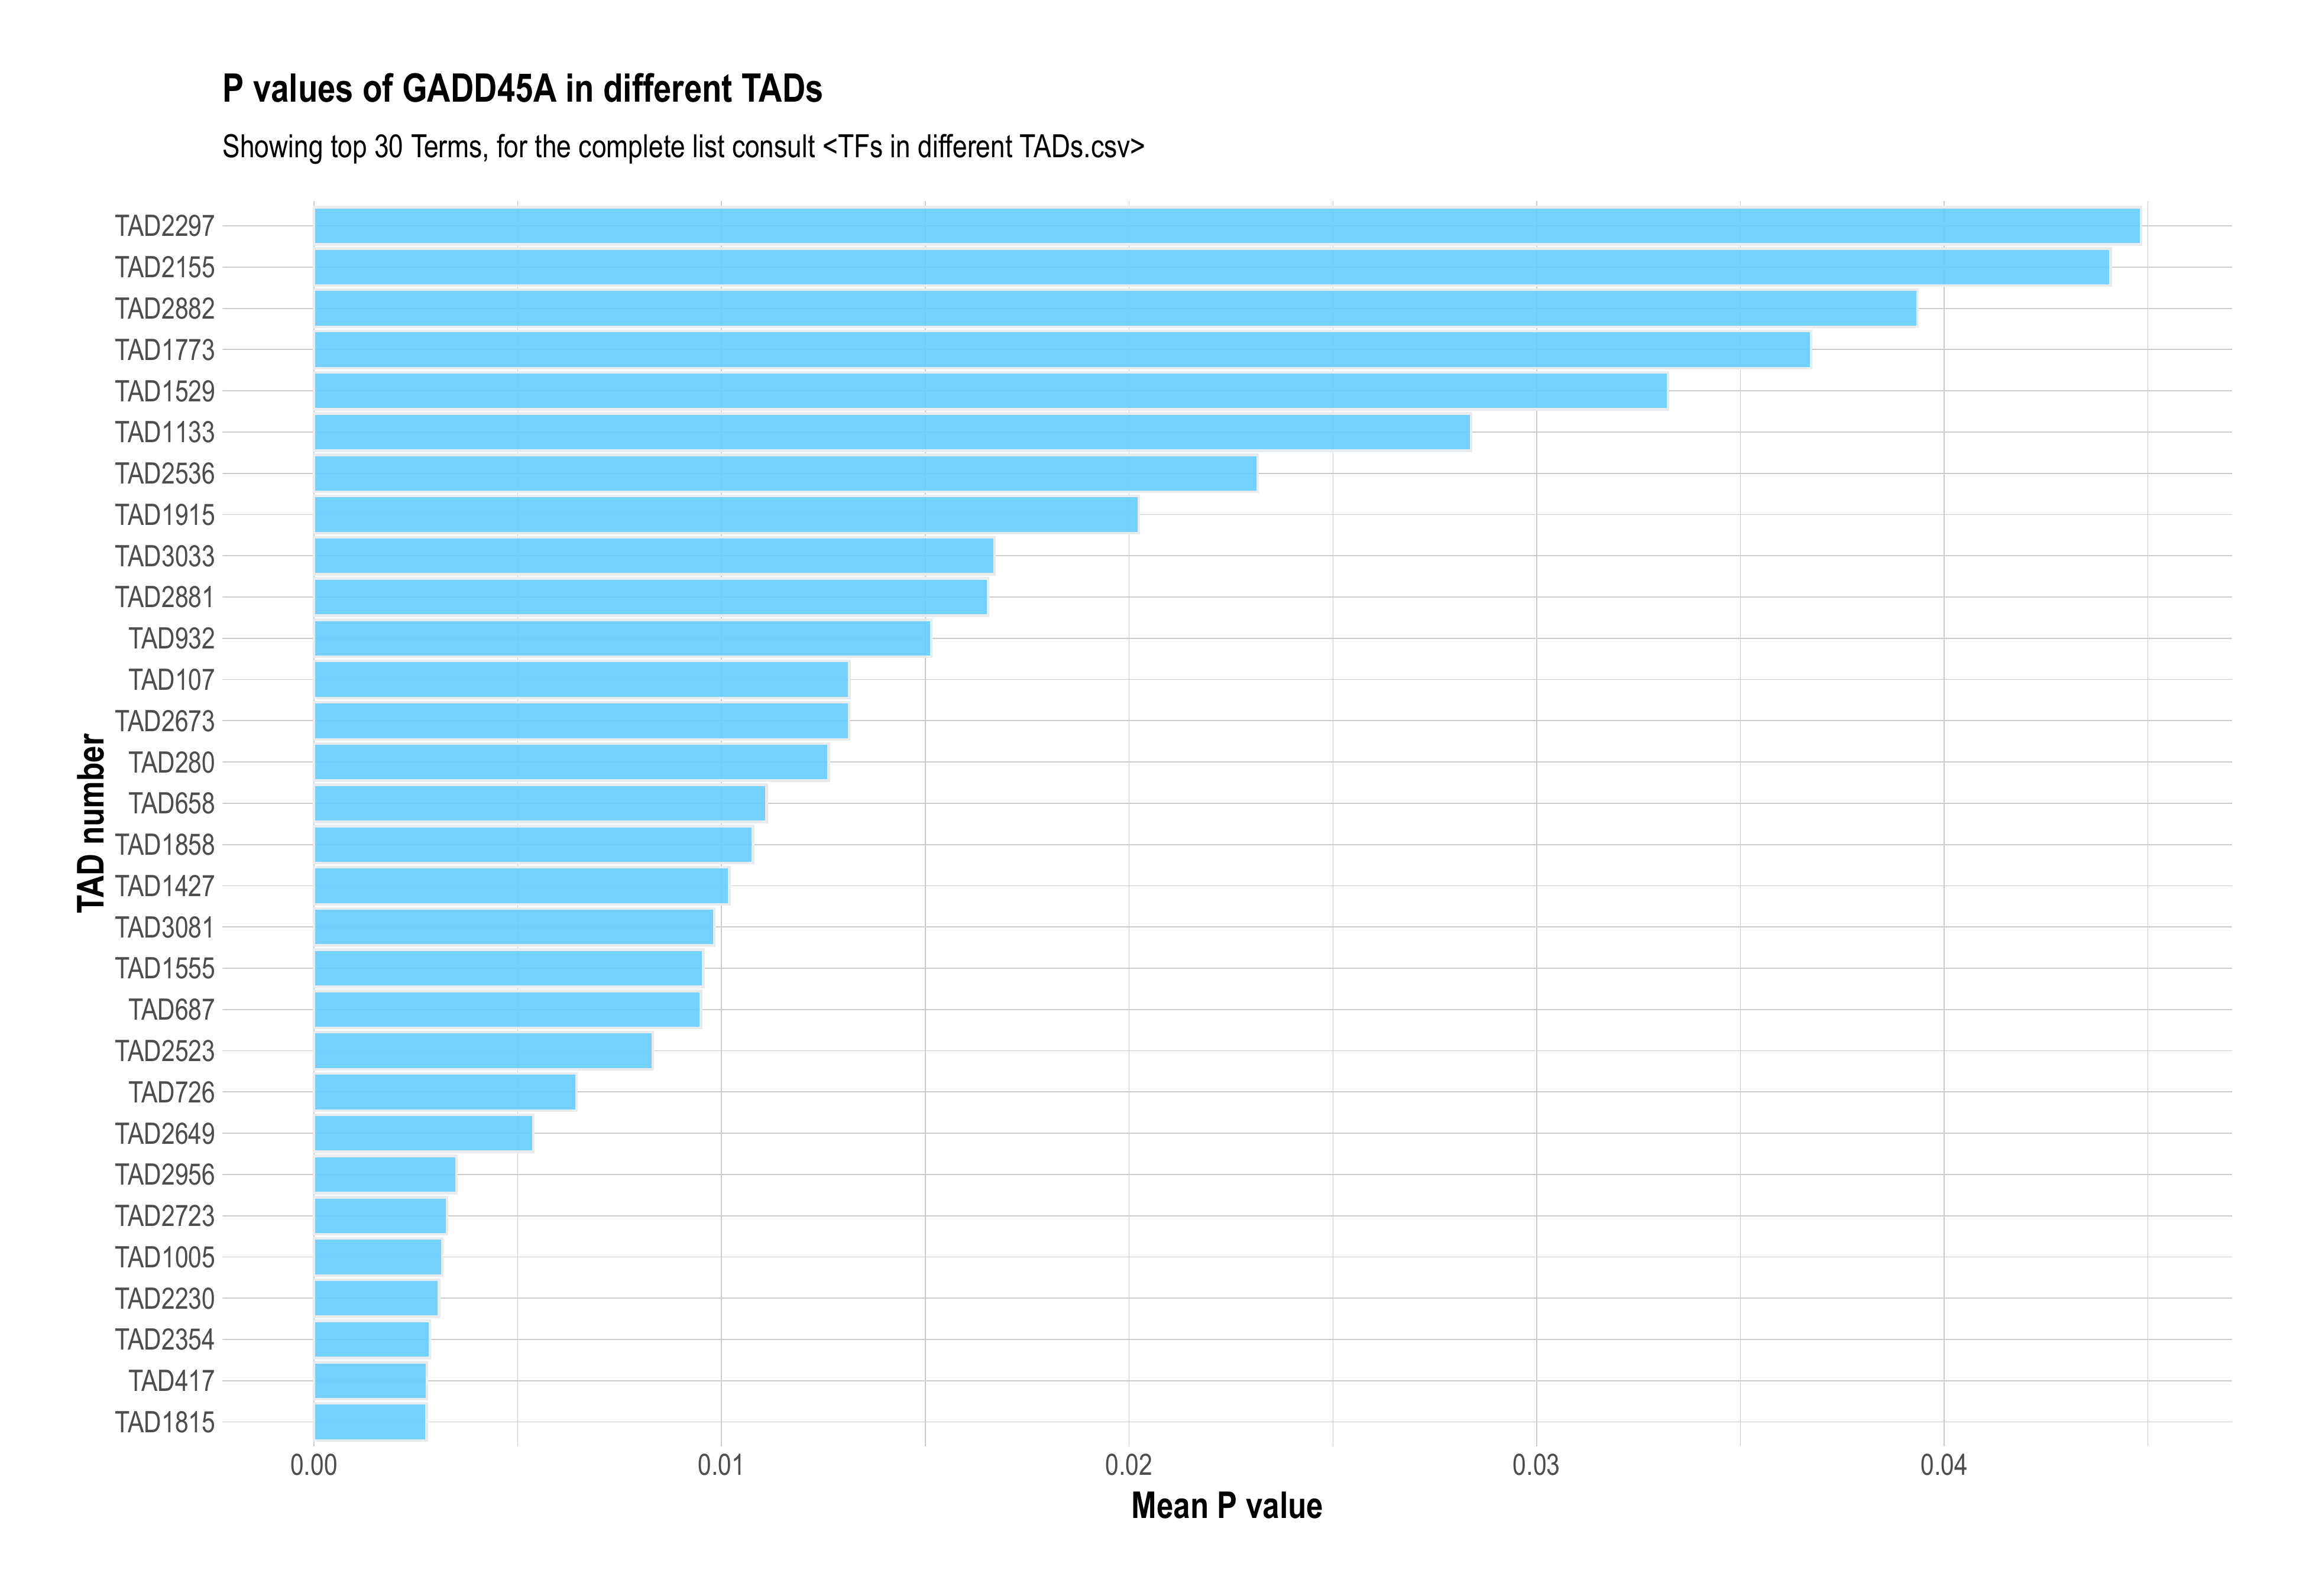 P values of GADD45A in different TADs
Showing top 30 Terms, for the complete list consult <TFs in different TADs.csv>
TAD number
TAD2297
TAD2155
TAD2882
TAD1773
TAD1529
TAD1133
TAD2536
TAD1915
TAD3033
TAD2881
TAD932
TAD107
TAD2673
TAD280
TAD658
TAD1858
TAD1427
TAD3081
TAD1555
TAD687
TAD2523
TAD726
TAD2649
TAD2956
TAD2723
TAD1005
TAD2230
TAD2354
TAD417
TAD1815
0.00 0.01 0.02 0.03 0.04
Mean P value